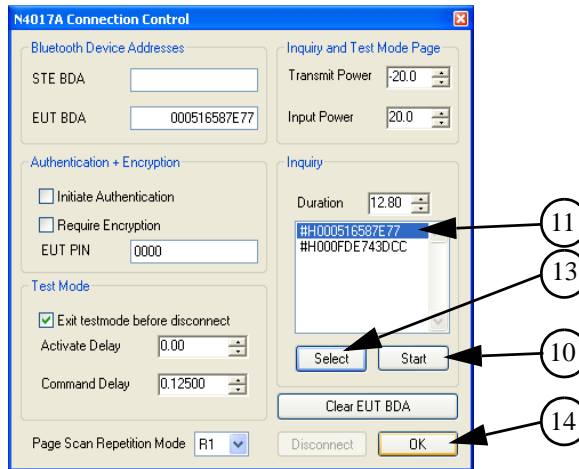 N4017A Connection Control
Bluetooth Device Addresses
STE BDA
EUT BDA 000516587E77
Inquiry and Test Mode Page
Transmit Power -20.0
Input Power 20.0
Authentication + Encryption
Initiate Authentication
Require Encryption
EUT PIN 0000
Inquiry
Duration 12.80
#H000516587E77
#H000FDE743DCC
11
13
Test Mode
Exit testmode before disconnect
Activate Delay 0.00
Command Delay 0.12500
Select Start
10
Clear EUT BDA
Page Scan Repetition Mode R1
Disconnect OK
14